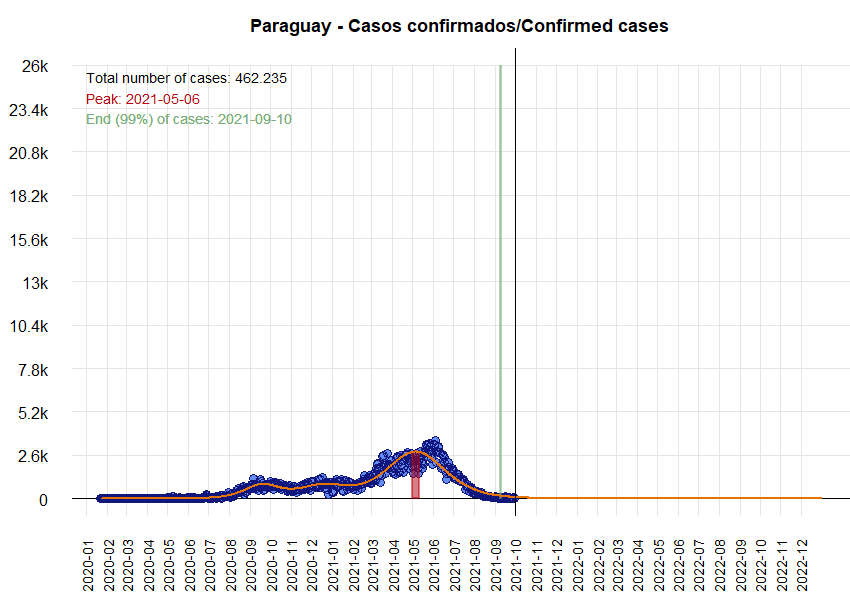 Paraguay - Casos confirmados/Confirmed cases
26k
Total number of cases: 462.235
Peak: 2021-05-06
23.4k
End (99%) of cases: 2021-09-10
20.8k
18.2k
15.6k
13k
10.4k
7.8k
5.2k
2.6k
0
2020-01
2020-02
2020-03
2020-04
2020-05
2020-06
2020-07
2020-08
2020-09
2020-10
2020-11
2020-12
2021-01
2021-02
2021-03
2021-04
2021-05
2021-06
2021-07
2021-08
2021-09
2021-10
2021-11
2021-12
2022-01
2022-02
2022-03
2022-04
2022-05
2022-06
2022-07
2022-08
2022-09
2022-10
2022-11
2022-12